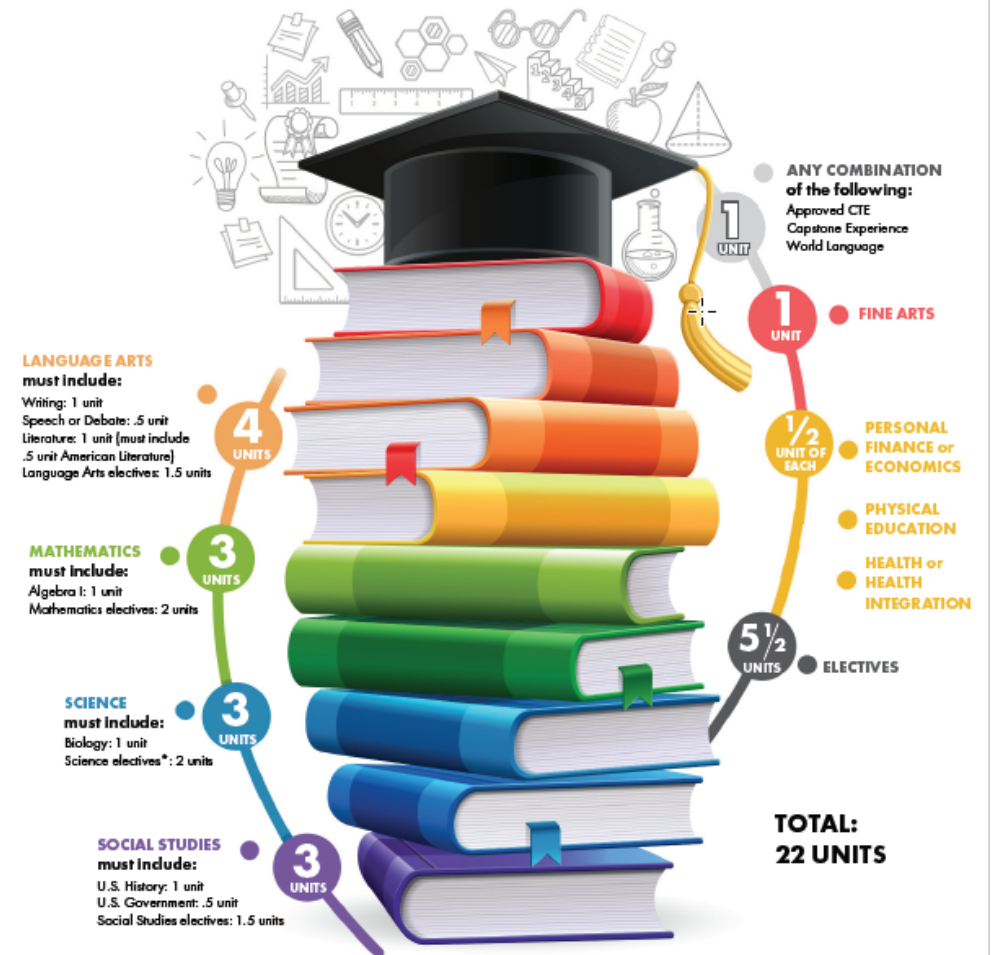 ANY COMBINATION
of the following:
Approved CTE
Capstone Experience
World Language
1
UNIT
1
UNIT
FINE ARTS
LANGUAGE ARTS
must include:
Writing: 1 unit
Speech or Debate: .5 unit
Literature: 1 unit (must include
.5 unit American Literature)
Language Arts electives: 1.5 units
4
UNITS
1/2
UNIT OF
EACH
PERSONAL
FINANCE or
ECONOMICS
PHYSICAL
EDUCATION
HEALTH or
HEALTH
INTEGRATION
MATHEMATICS
must include:
Algebra I: 1 unit
Mathematics electives: 2 units
3
UNITS
5 1/2
UNITS
ELECTIVES
SCIENCE
must include:
Biology: 1 unit
Science electives*: 2 units
3
UNITS
SOCIAL STUDIES
must include:
U.S. History: 1 unit
U.S. Government: .5 unit
Social Studies electives: 1.5 units
3
UNITS
TOTAL:
22 UNITS